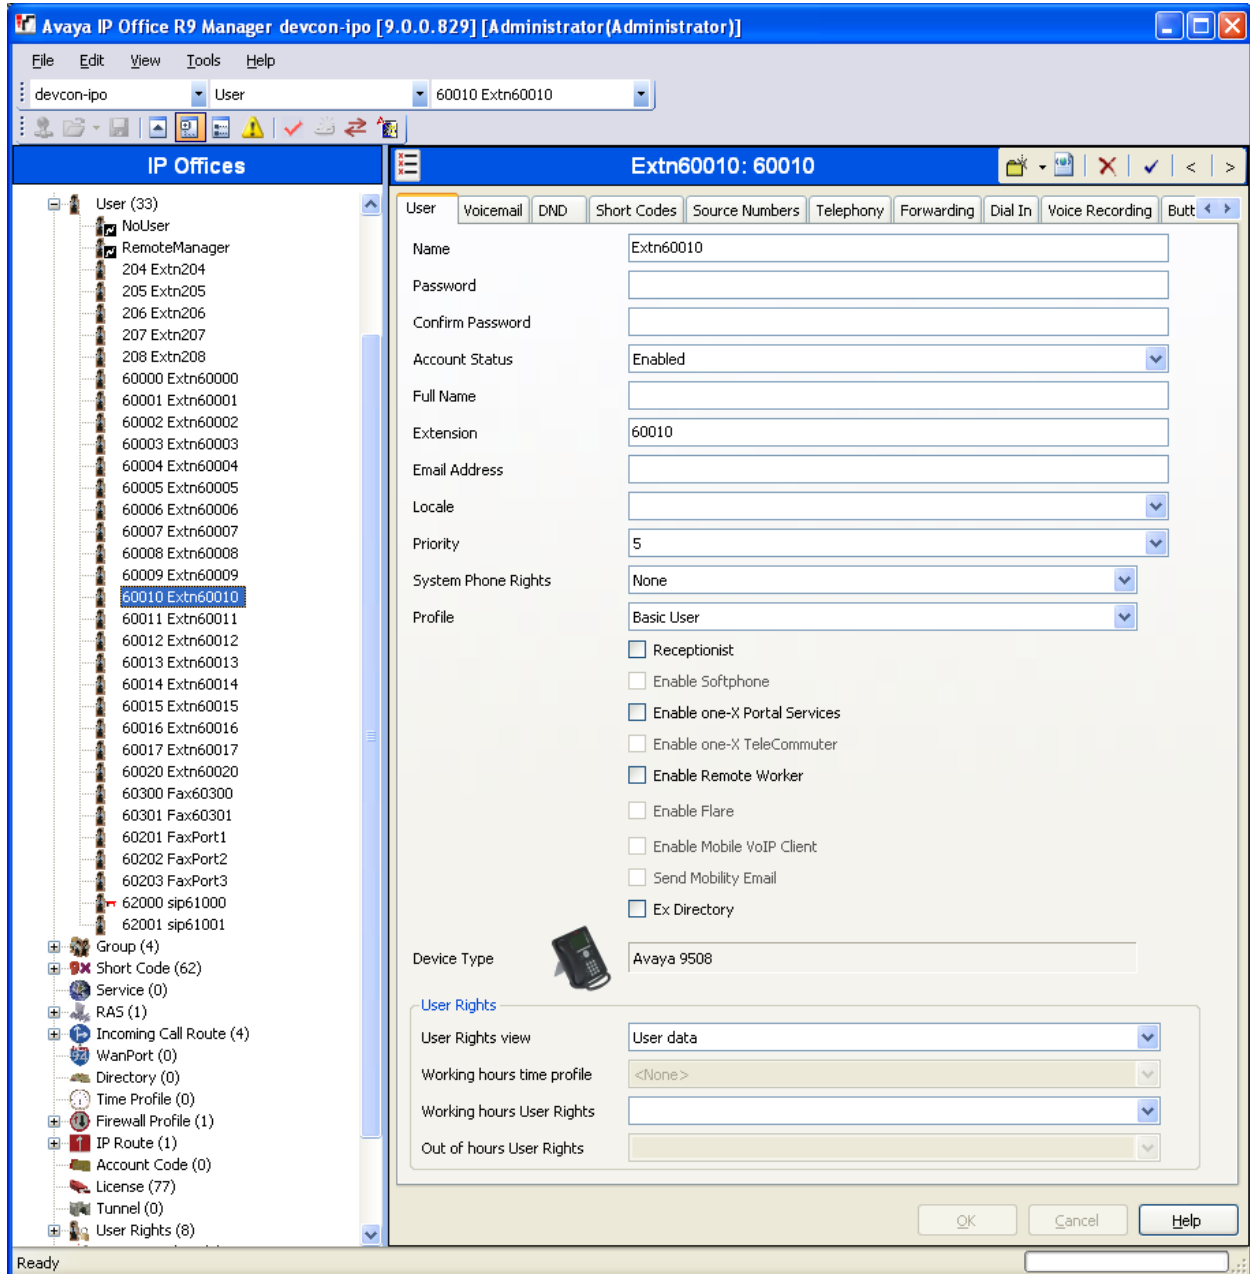 Avaya IP Office R9 Manager devcon-ipo [9.0.0.829] [Administrator(Administrator)]
File Edit View Tools Help
devcon-ipo User 60010 Extn60010
IP Offices
Extn60010: 60010
User (33)
NoUser
RemoteManager
204 Extn204
205 Extn205
206 Extn206
207 Extn207
208 Extn208
60000 Extn60000
60001 Extn60001
60002 Extn60002
60003 Extn60003
60004 Extn60004
60005 Extn60005
60006 Extn60006
60007 Extn60007
60008 Extn60008
60009 Extn60009
60010 Extn60010
60011 Extn60011
60012 Extn60012
60013 Extn60013
60014 Extn60014
60015 Extn60015
60016 Extn60016
60017 Extn60017
60020 Extn60020
60300 Fax60300
60301 Fax60301
60201 FaxPort1
60202 FaxPort2
60203 FaxPort3
62000 sip61000
62001 sip61001
Group (4)
Short Code (62)
Service (0)
RAS (1)
Incoming Call Route (4)
WanPort (0)
Directory (0)
Time Profile (0)
Firewall Profile (1)
IP Route (1)
Account Code (0)
License (77)
Tunnel (0)
User Rights (8)
User Voicemail DND Short Codes Source Numbers Telephony Forwarding Dial In Voice Recording Butt
Name Extn60010
Password
Confirm Password
Account Status Enabled
Full Name
Extension 60010
Email Address
Locale
Priority 5
System Phone Rights None
Profile Basic User
Receptionist
Enable Softphone
Enable one-X Portal Services
Enable one-X TeleCommuter
Enable Remote Worker
Enable Flare
Enable Mobile VoIP Client
Send Mobility Email
Ex Directory
Device Type Avaya 9508
User Rights
User Rights view User data
Working hours time profile <None>
Working hours User Rights
Out of hours User Rights
OK Cancel Help
Ready